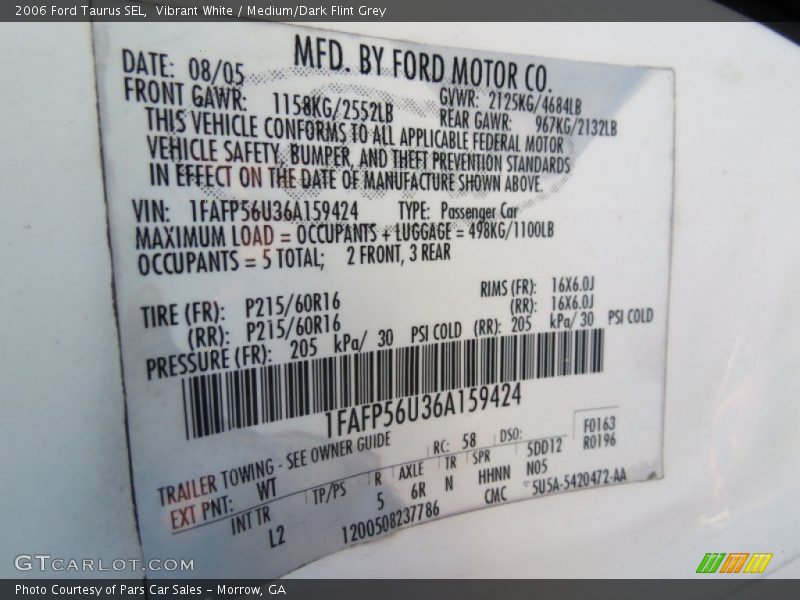 2006 Ford Taurus SEL,  Vibrant White / Medium/Dark Flint Grey
MFD. BY FORD MOTOR CO.
DATE: 08/05
GVWR: 2125KG/4684LB
FRONT GAWR: 1158KG/2552LB
REAR GAWR: 967KG/2132LB
THIS VEHICLE CONFORMS TO ALL APPLICABLE FEDERAL MOTOR
VEHICLE SAFETY, BUMPER, AND THEFT PREVENTION STANDARDS
IN EFFECT ON THE DATE OF MANUFACTURE SHOWN ABOVE.
VIN: 1FAFP56U36A159424 TYPE: Passenger Car
MAXIMUM LOAD = OCCUPANTS + LUGGAGE = 498KG/1100LB
OCCUPANTS = 5 TOTAL; 2 FRONT, 3 REAR
TIRE (FR): P215/60R16 RIMS (FR): 16X6.0J
(RR): P215/60R16 (RR): 16X6.0J
PRESSURE (FR): 205 kPa/ 30 PSI COLD (RR): 205 kPa/ 30 PSI COLD
1FAFP56U36A159424
TRAILER TOWING - SEE OWNER GUIDE
RC: 58 DSO: F0163
EXT PNT: WT 5DD12 R0196
INT TR TP/PS R AXLE TR SPR N05
L2 5 6R N HHNN
1200508237786 CMC 5U5A-5420472-AA
GTCARLOT.COM
Photo Courtesy of Pars Car Sales - Morrow, GA